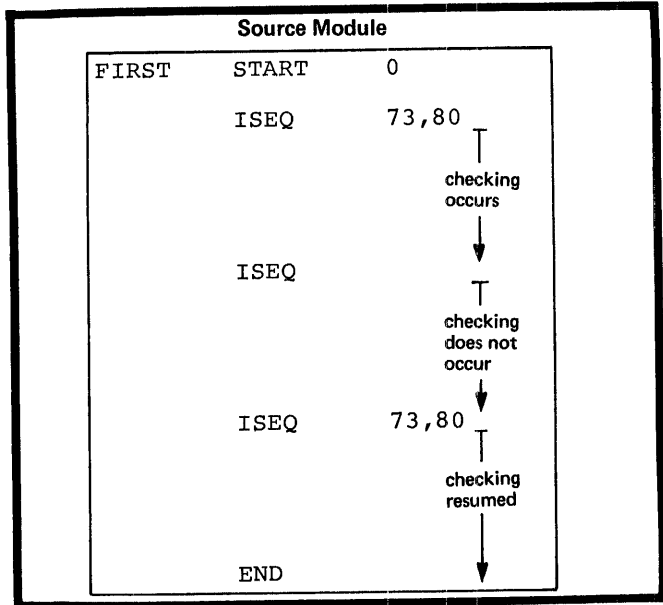 Source Module
FIRST START 0
ISEQ 73,80
checking
occurs
ISEQ
checking
does not
occur
ISEQ 73,80
checking
resumed
END